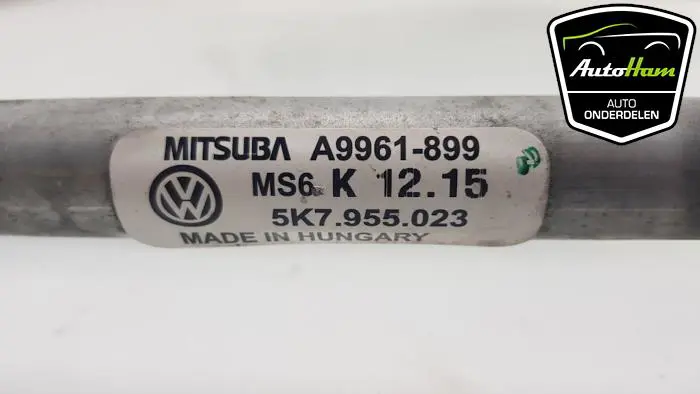 AutoHam
AUTO
ONDERDELEN
MITSUBA A9961-899
MS6 K 12.15
5K7.955.023
MADE IN HUNGARY